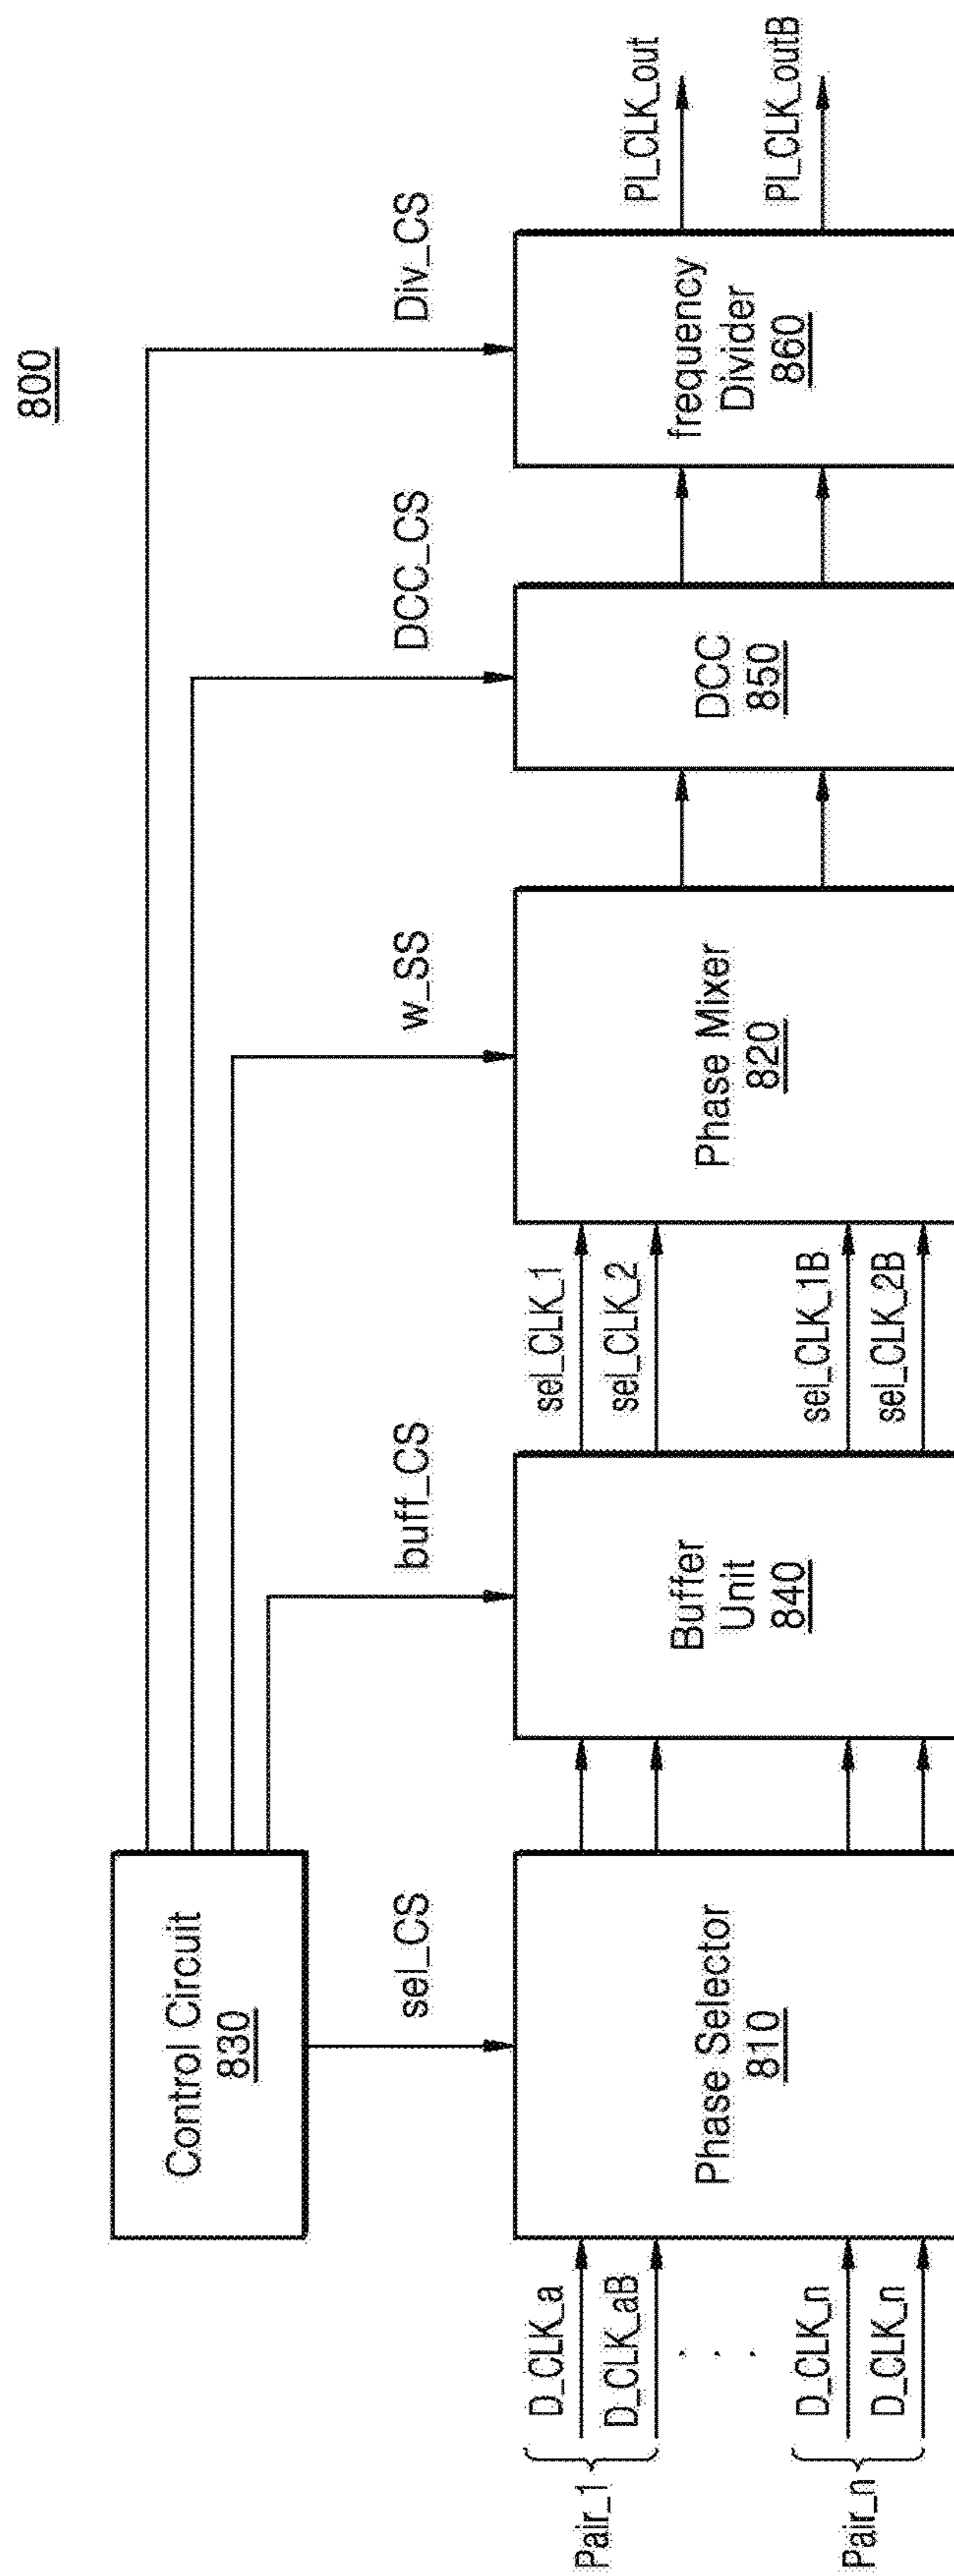 800
Control Circuit
830
sel_CS
buff_CS
w_SS
DCC_CS
Div_CS
Pair_1
D_CLK_a
D_CLK_aB
. . .
Pair_n
D_CLK_n
D_CLK_n
Phase Selector
810
Buffer
Unit
840
sel_CLK_1
sel_CLK_2
sel_CLK_1B
sel_CLK_2B
Phase Mixer
820
DCC
850
frequency
Divider
860
PI_CLK_out
PI_CLK_outB